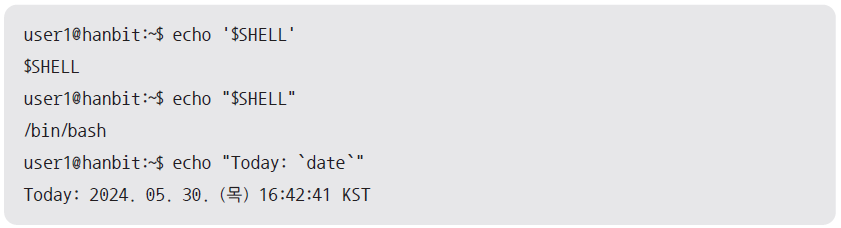 user1@hanbit:~$ echo '$SHELL'
$SHELL
user1@hanbit:~$ echo "$SHELL"
/bin/bash
user1@hanbit:~$ echo "Today: `date`"
Today: 2024. 05. 30. (목) 16:42:41 KST